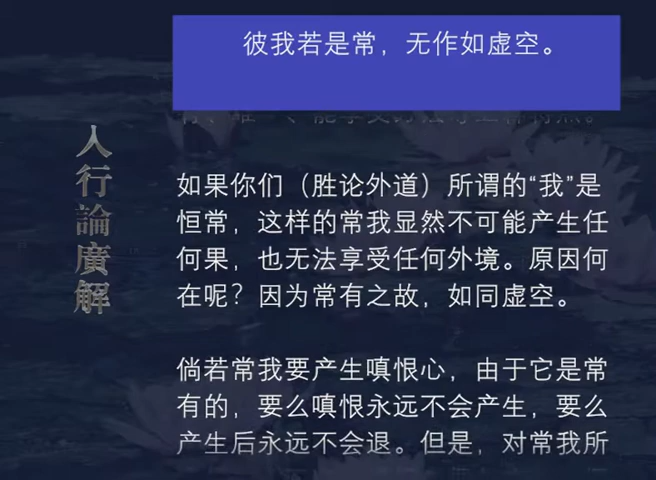 彼我若是常，无作如虚空。
入行論廣解
如果你们（胜论外道）所谓的“我”是
恒常，这样的常我显然不可能产生任
何果，也无法享受任何外境。原因何
在呢？因为常有之故，如同虚空。
倘若常我要产生嗔恨心，由于它是常
有的，要么嗔恨永远不会产生，要么
产生后永远不会退。但是，对常我所